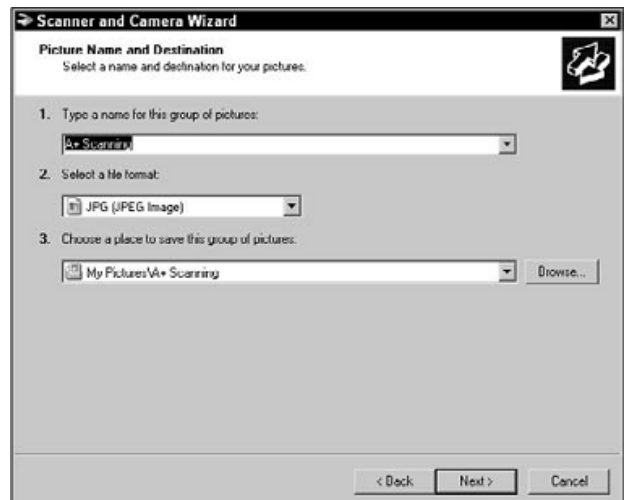 Scanner and Camera Wizard
Picture Name and Destination
Select a name and destination for your pictures.
1. Type a name for this group of pictures:
A+ Scanning
2. Select a file format:
JPG (JPEG Image)
3. Choose a place to save this group of pictures.
My Pictures\A+ Scanning Browse...
< Back Next > Cancel